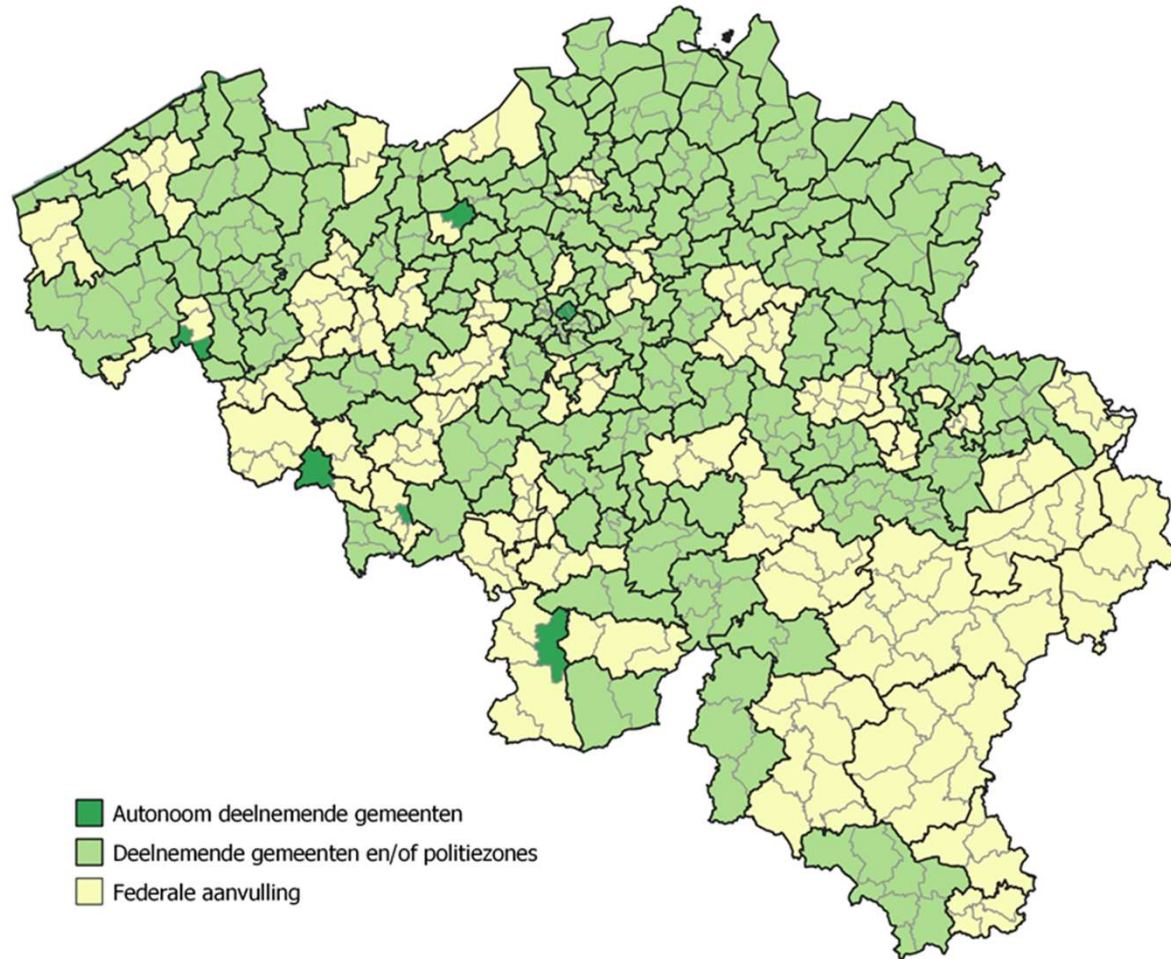 Autonoom deelnemende gemeenten
Deelnemende gemeenten en/of politiezones
Federale aanvulling